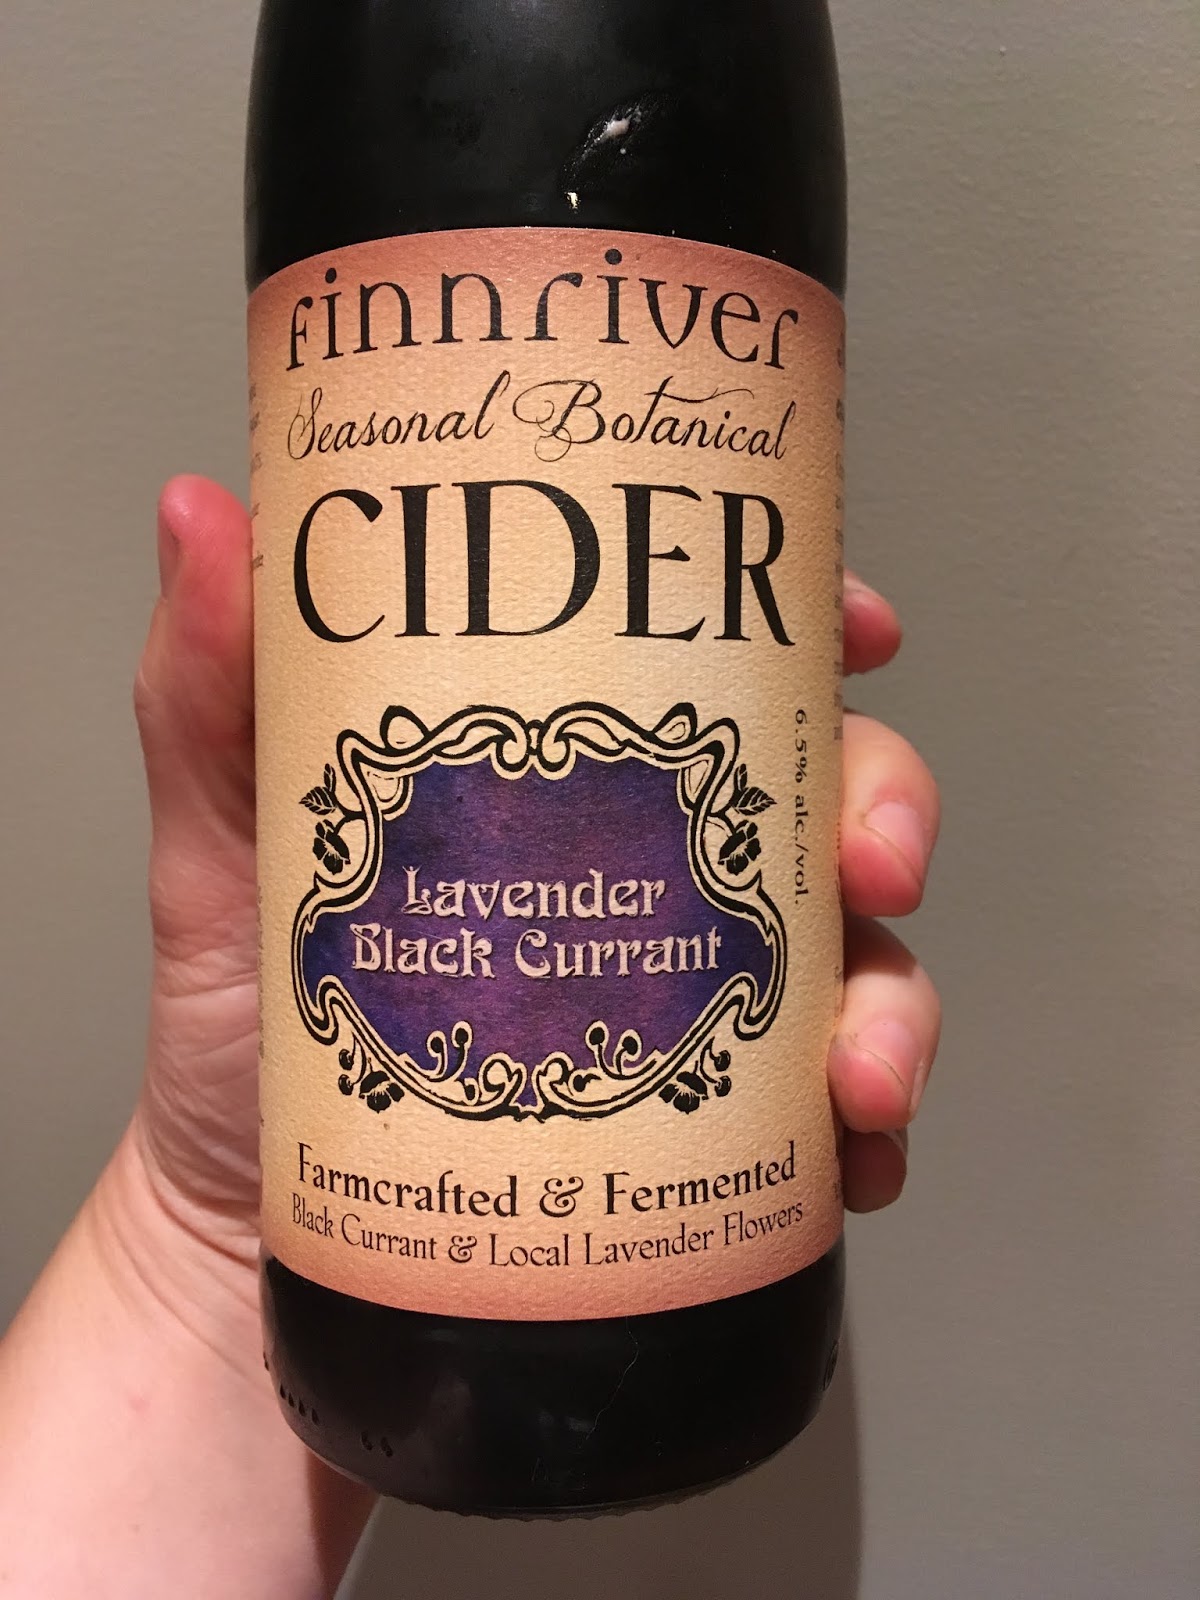 finnriver
Seasonal Botanical
CIDER
6.5% alc./vol.
Lavender
Black Currant
Farmcrafted & Fermented
Black Currant & Local Lavender Flowers